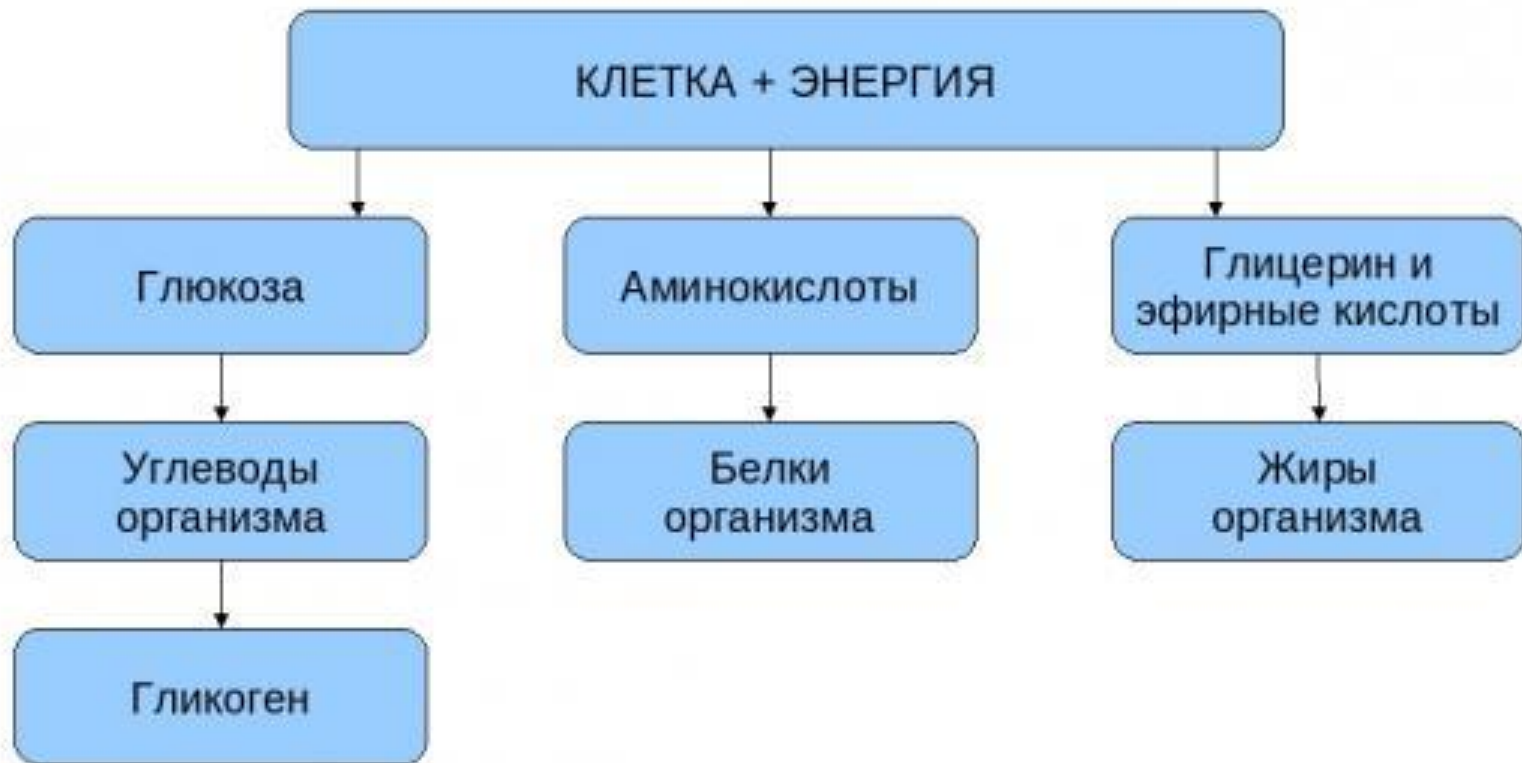 КЛЕТКА + ЭНЕРГИЯ
Глюкоза
Аминокислоты
Глицерин и
эфирные кислоты
Углеводы
организма
Белки
организма
Жиры
организма
Гликоген